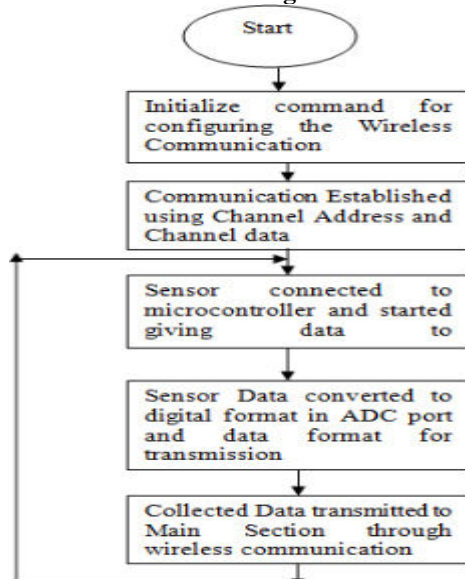 Start
Initialize command for
configuring the Wireless
Communication
Communication Established
using Channel Address and
Channel data
Sensor connected to
microcontroller and started
giving data to
Sensor Data converted to
digital format in ADC port
and data format for
transmission
Collected Data transmitted to
Main Section through
wireless communication